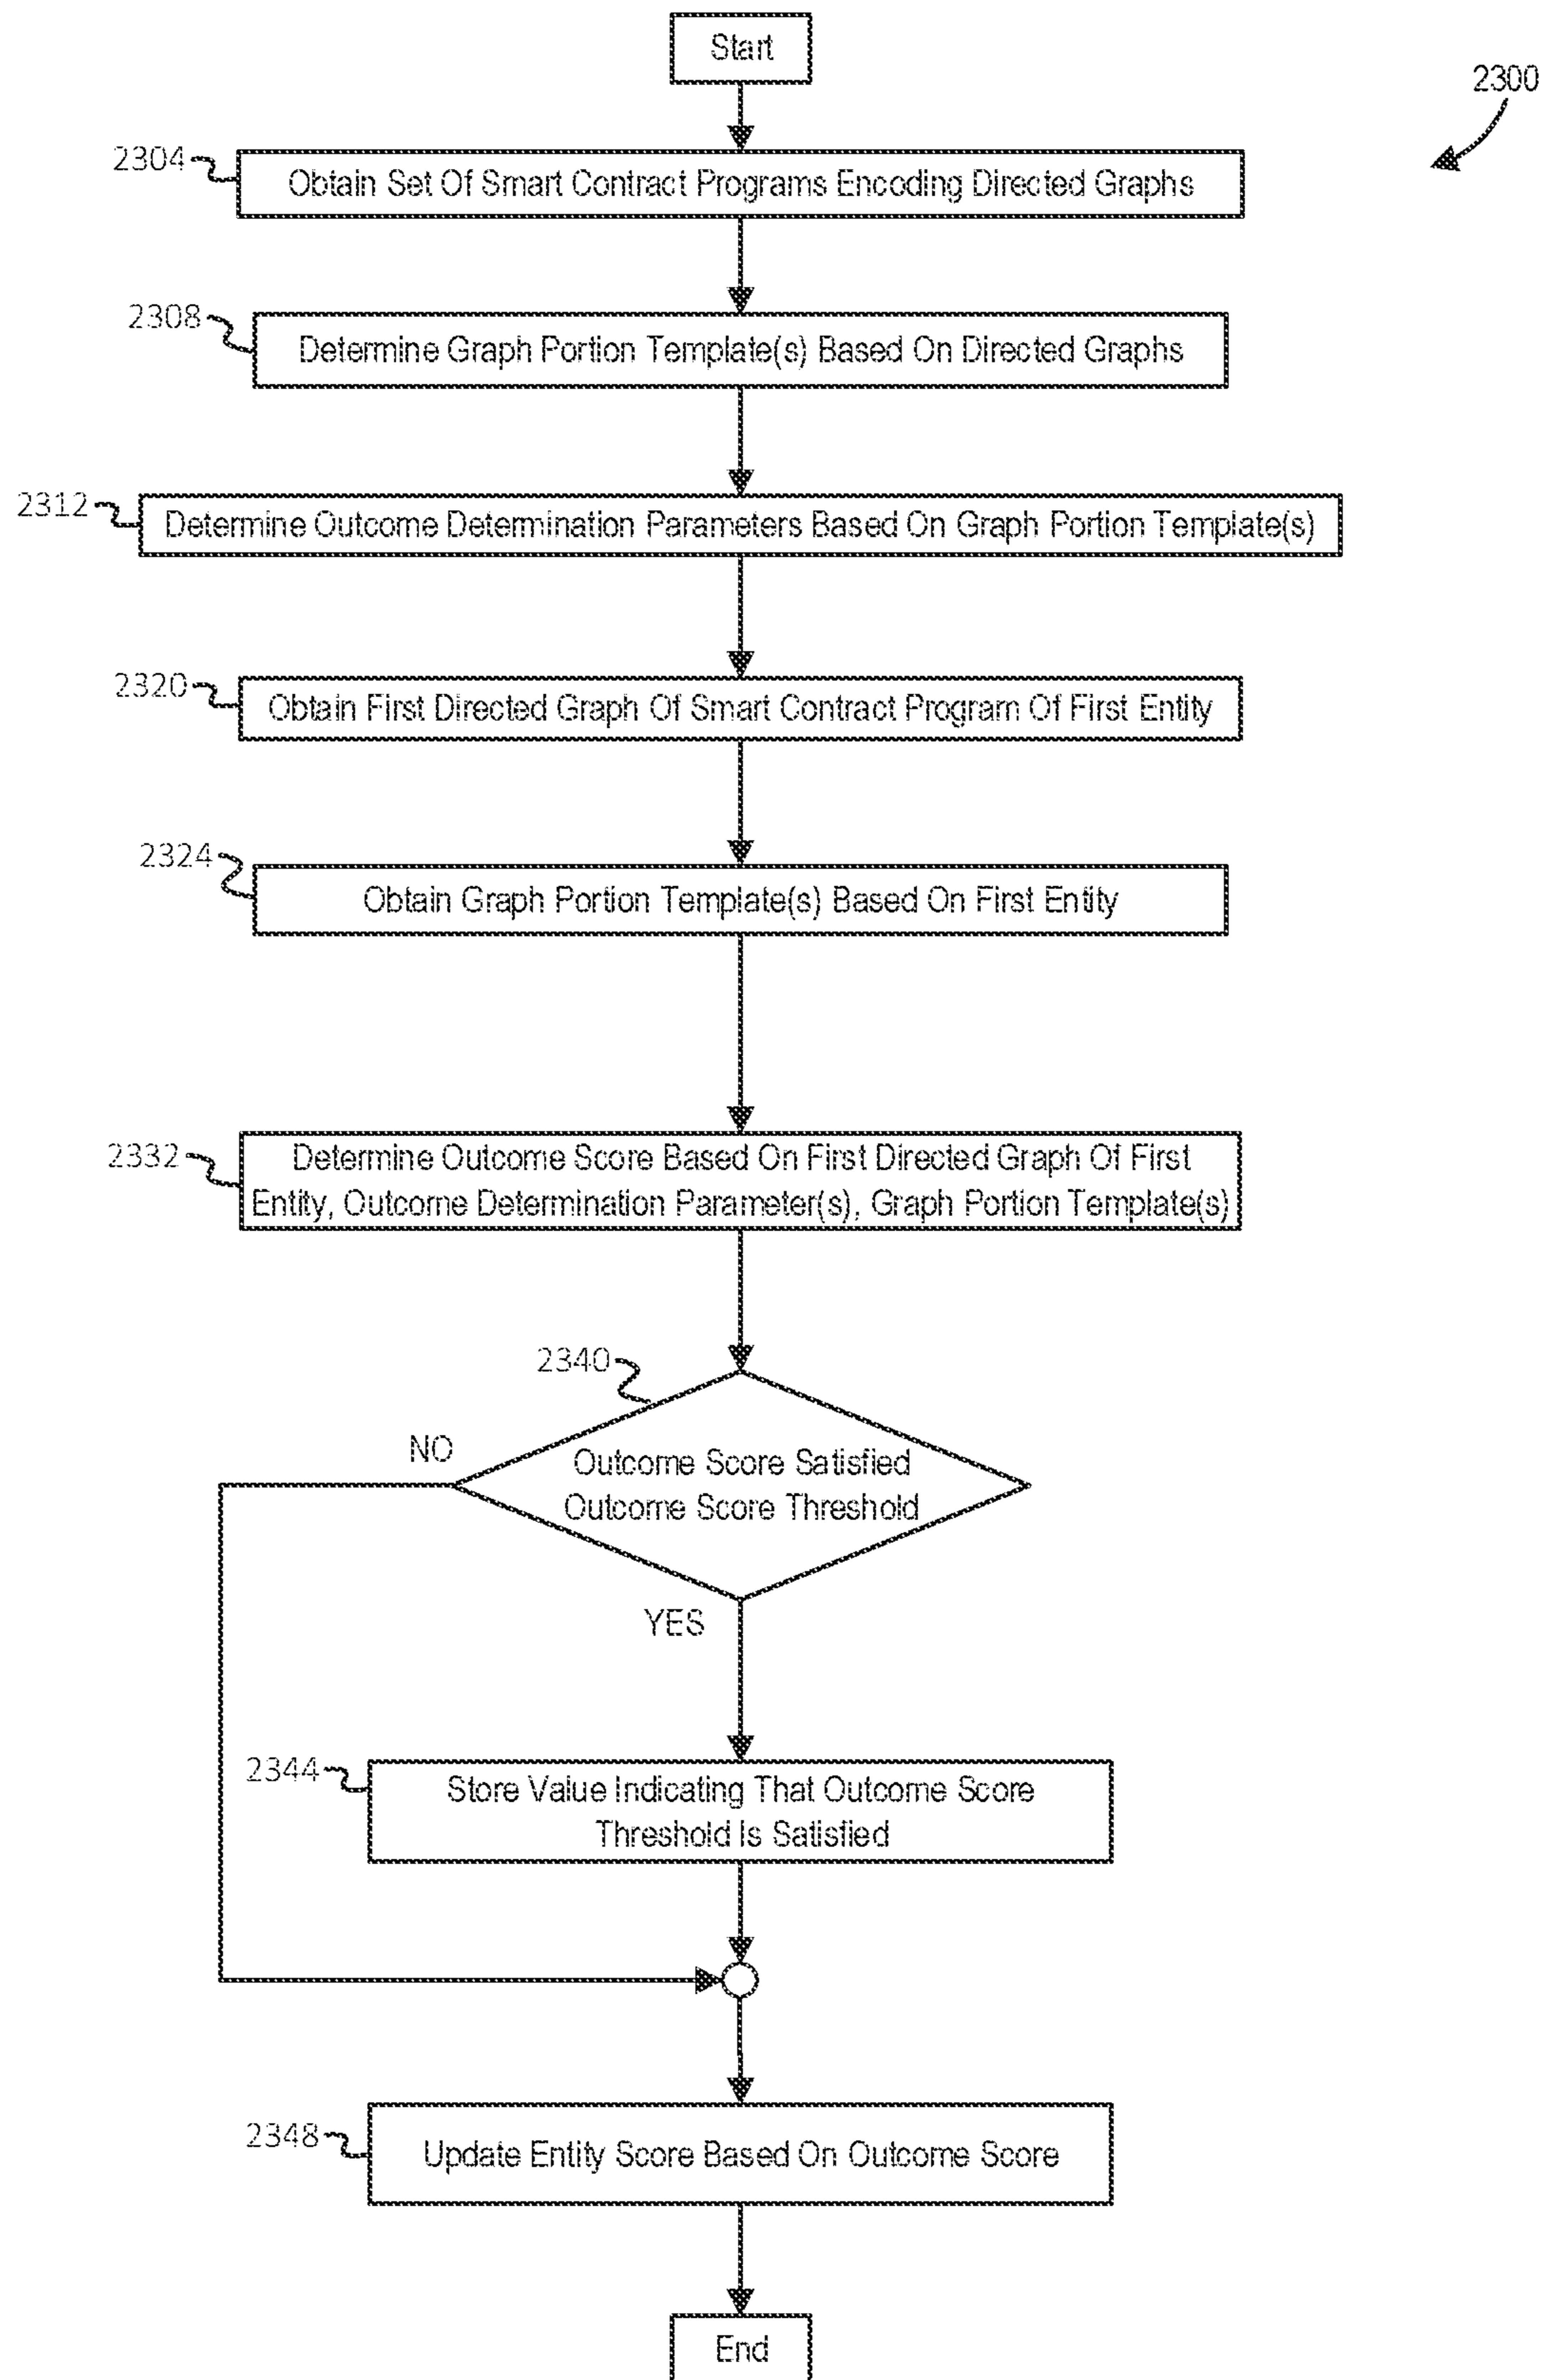 Start
2300
2304
Obtain Set Of Smart Contract Programs Encoding Directed Graphs
2308
Determine Graph Portion Template(s) Based On Directed Graphs
2312
Determine Outcome Determination Parameters Based On Graph Portion Template(s)
2320
Obtain First Directed Graph Of Smart Contract Program Of First Entity
2324
Obtain Graph Portion Template(s) Based On First Entity
2332
Determine Outcome Score Based On First Directed Graph Of First
Entity, Outcome Determination Parameter(s), Graph Portion Template(s)
2340
NO
Outcome Score Satisfied
Outcome Score Threshold
YES
2344
Store Value Indicating That Outcome Score
Threshold Is Satisfied
2348
Update Entity Score Based On Outcome Score
End